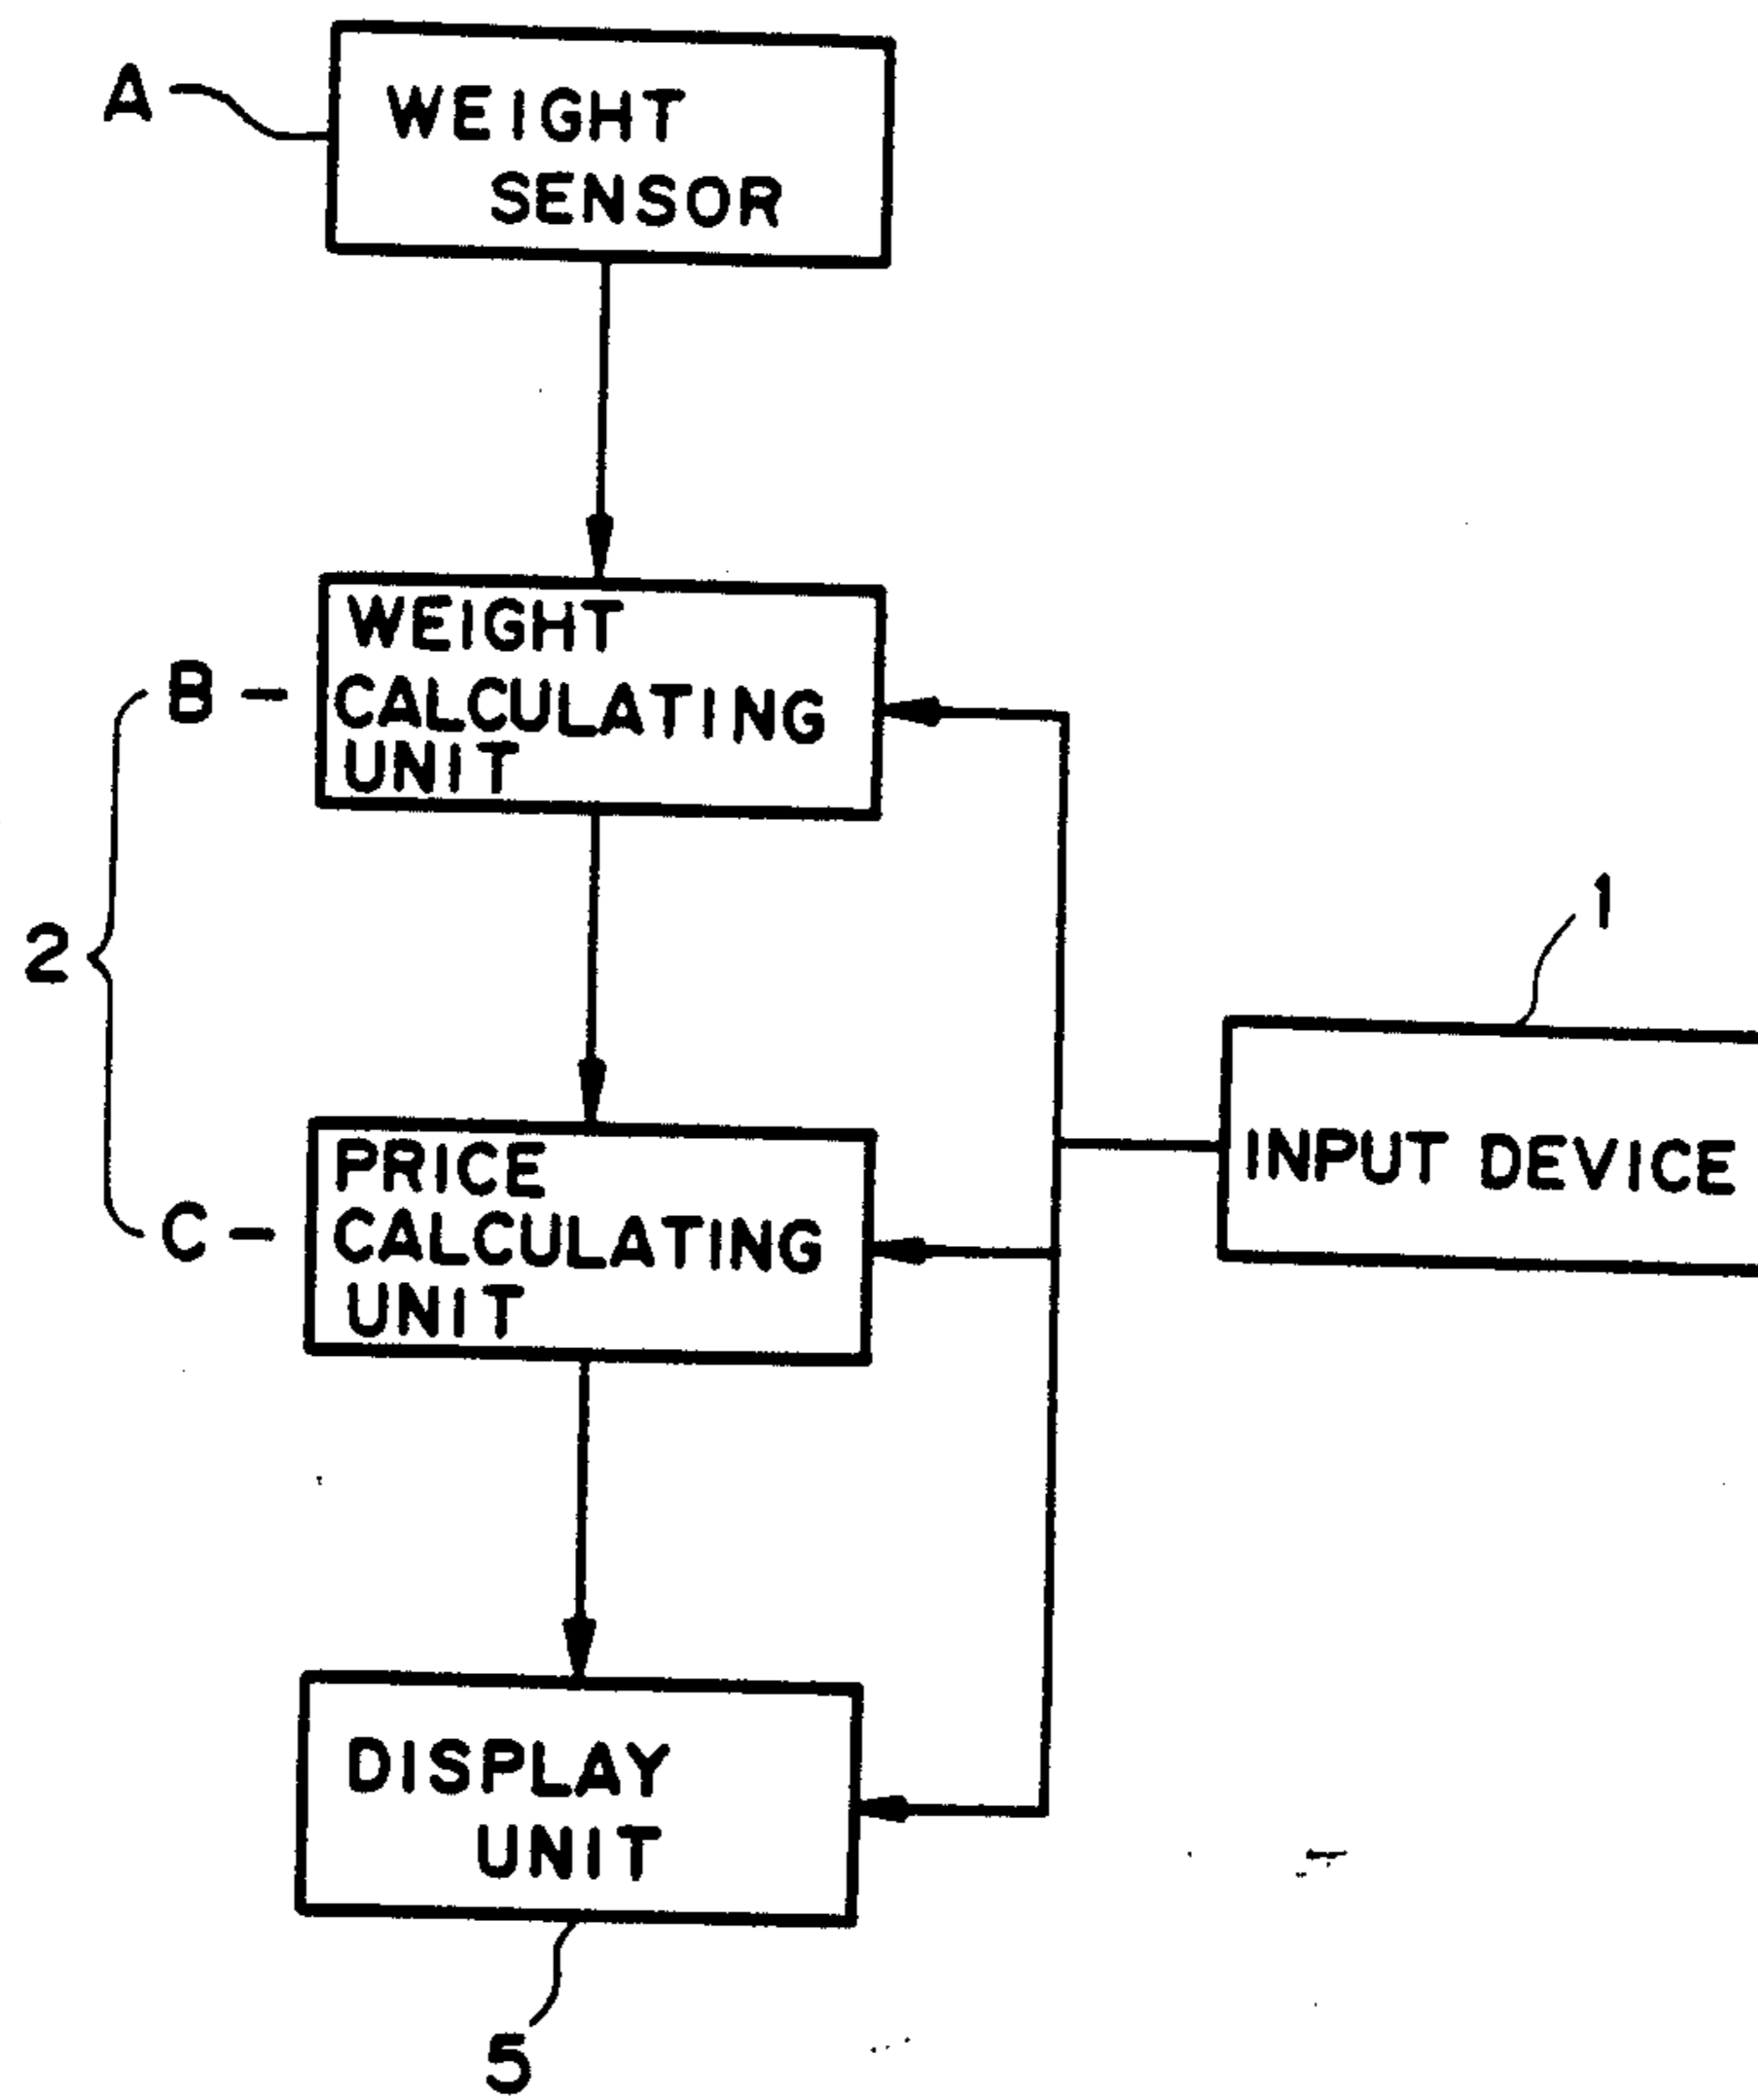 A
WEIGHT
SENSOR
B
WEIGHT
CALCULATING
UNIT
2
1
INPUT DEVICE
C
PRICE
CALCULATING
UNIT
DISPLAY
UNIT
5